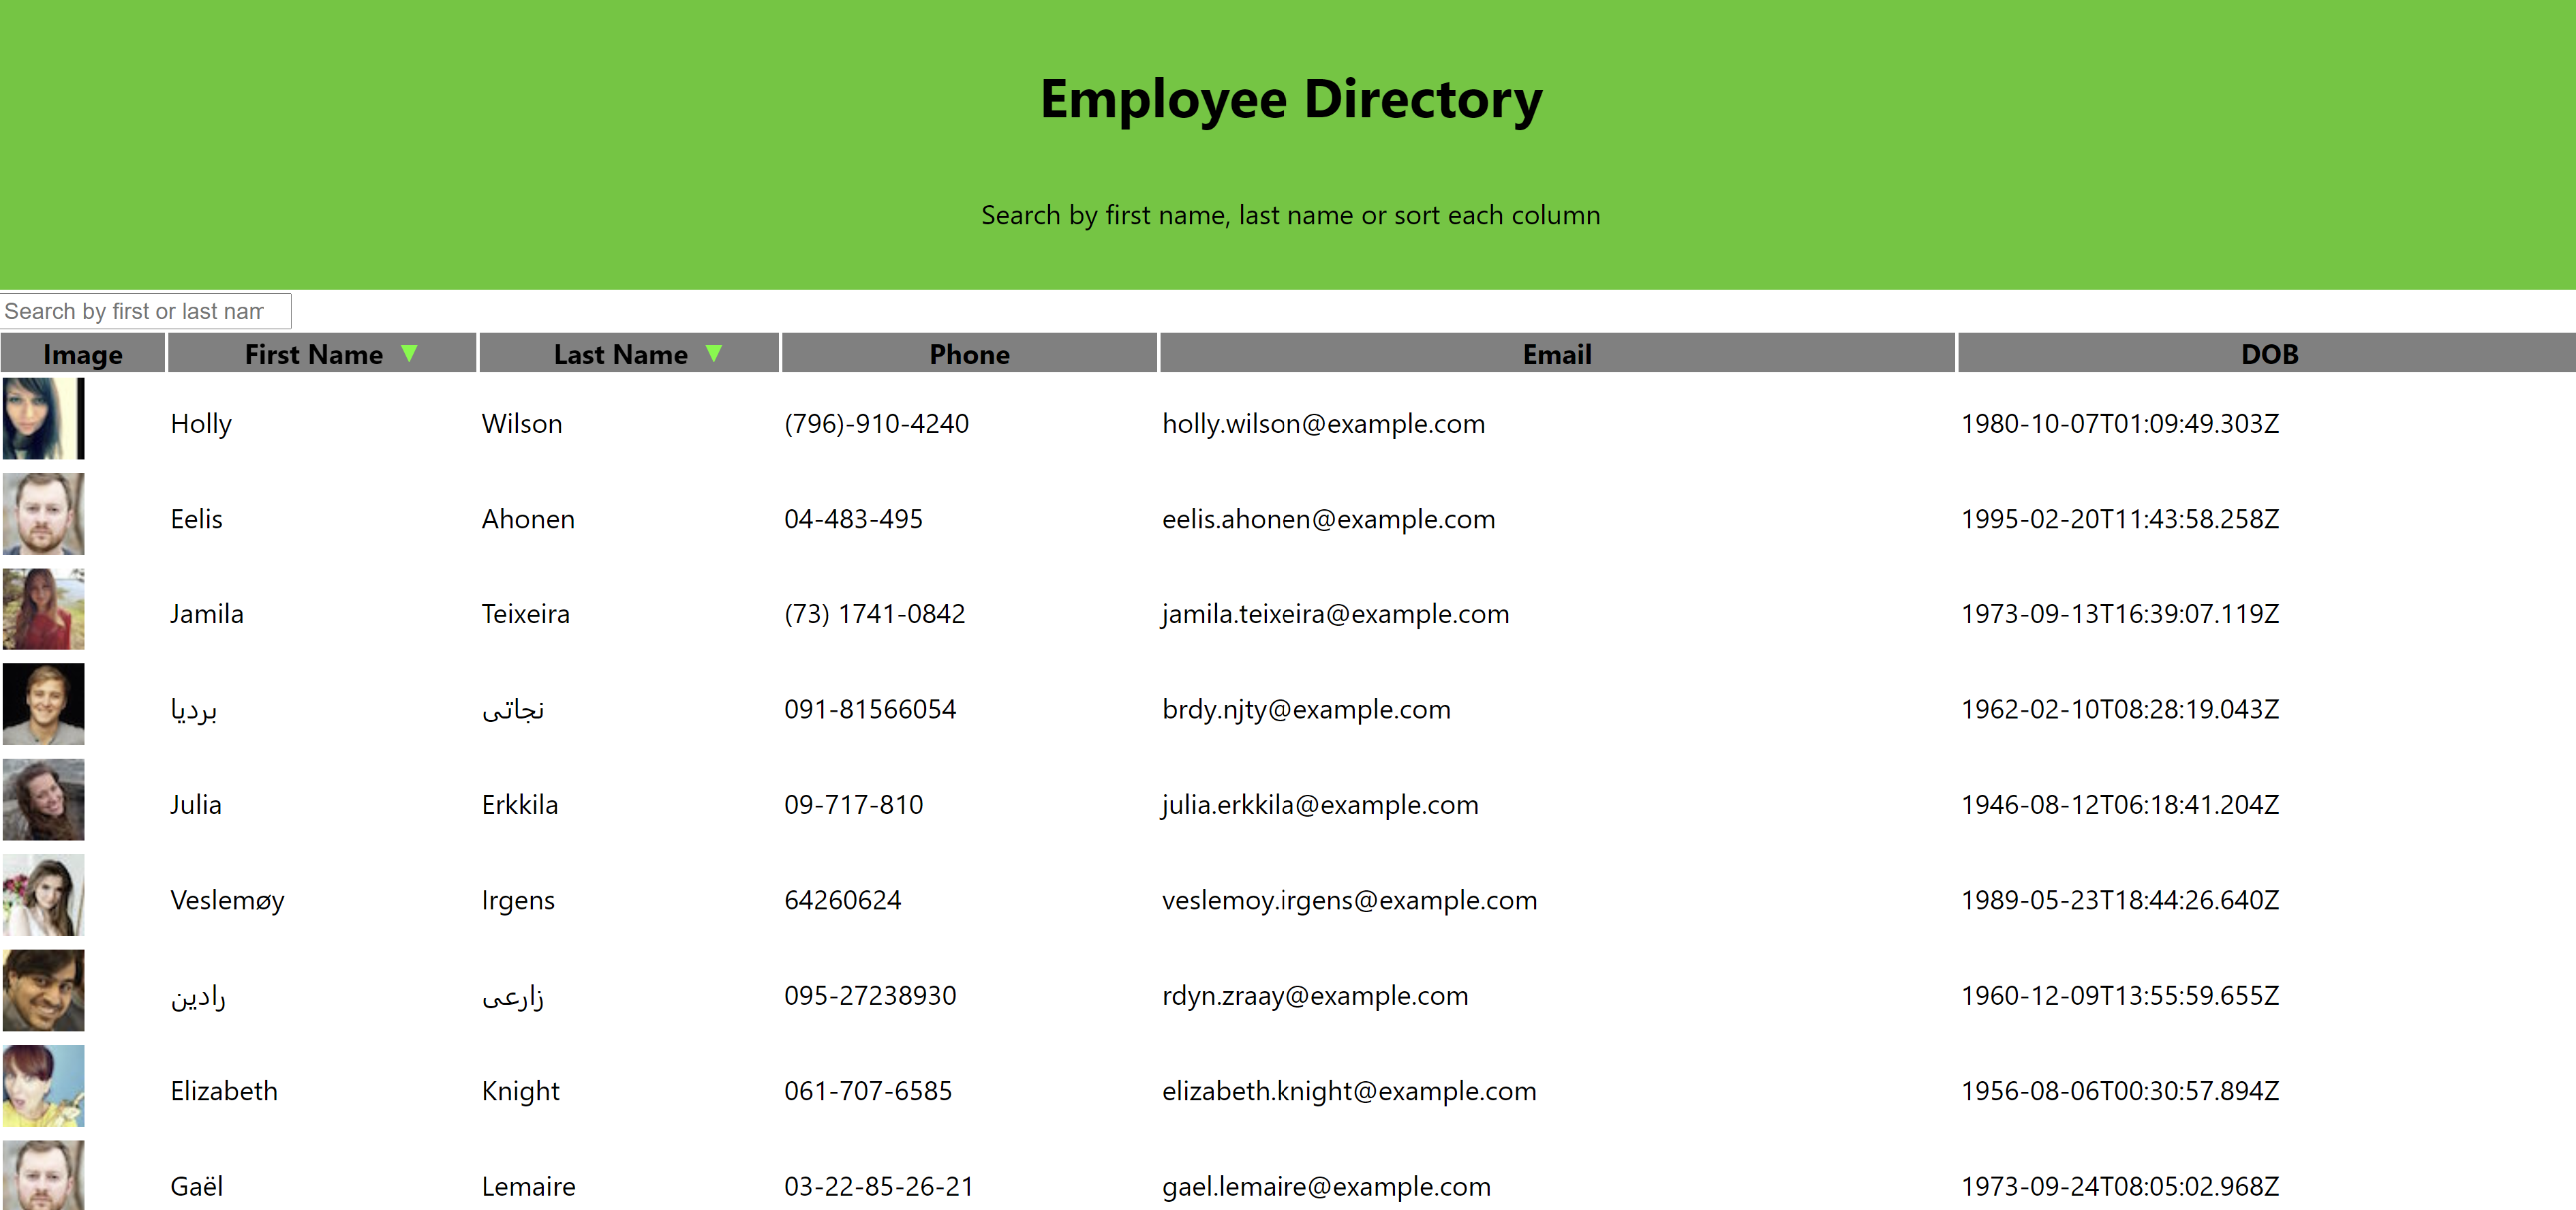 Employee Directory
Search by first name, last name or sort each column
Search by first or last nam
Image First Name ▼ Last Name ▼ Phone Email DOB
Holly Wilson (796)-910-4240 holly.wilson@example.com 1980-10-07T01:09:49.303Z
Eelis Ahonen 04-483-495 eelis.ahonen@example.com 1995-02-20T11:43:58.258Z
Jamila Teixeira (73) 1741-0842 jamila.teixeira@example.com 1973-09-13T16:39:07.119Z
بردیا نجاتی 091-81566054 brdy.njty@example.com 1962-02-10T08:28:19.043Z
Julia Erkkila 09-717-810 julia.erkkila@example.com 1946-08-12T06:18:41.204Z
Veslemøy Irgens 64260624 veslemoy.irgens@example.com 1989-05-23T18:44:26.640Z
رادین زارعی 095-27238930 rdyn.zraay@example.com 1960-12-09T13:55:59.655Z
Elizabeth Knight 061-707-6585 elizabeth.knight@example.com 1956-08-06T00:30:57.894Z
Gaël Lemaire 03-22-85-26-21 gael.lemaire@example.com 1973-09-24T08:05:02.968Z